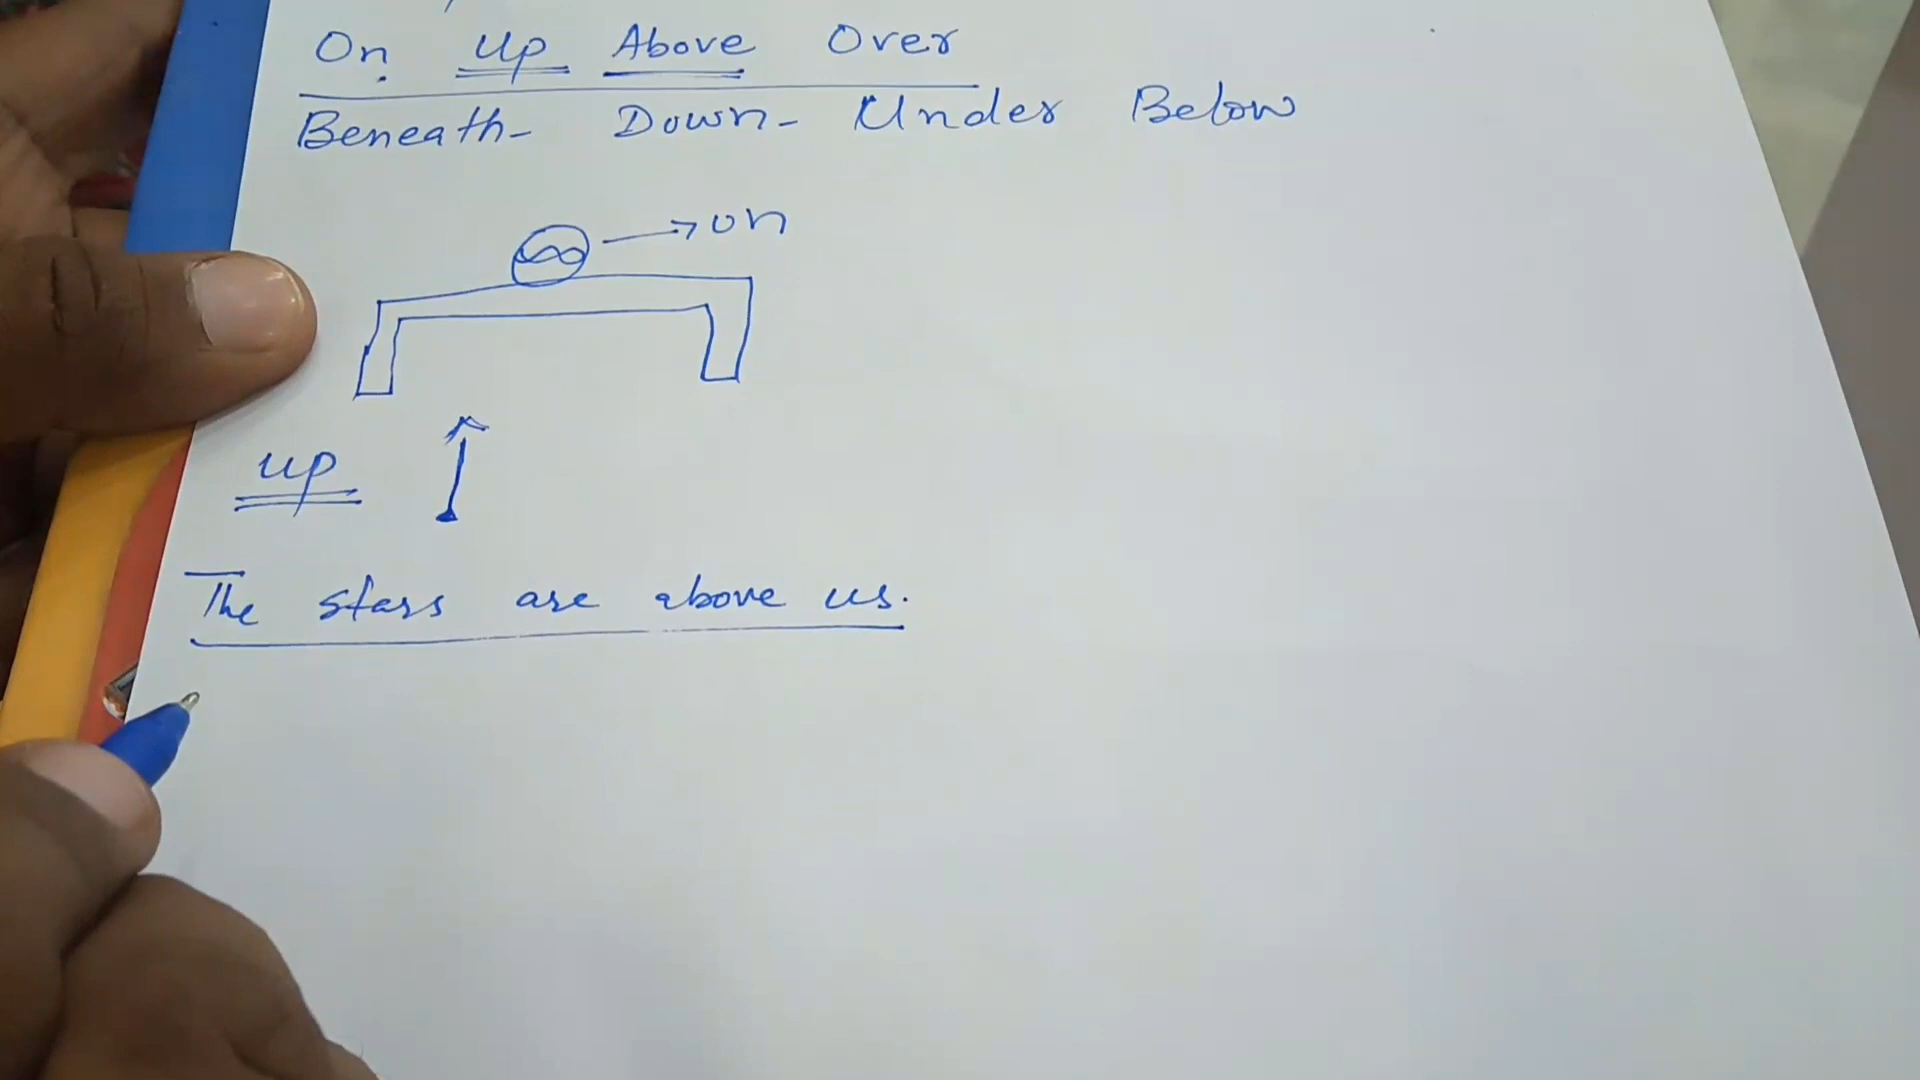 On Up Above Over
Beneath- Down- Under Below
→ on
up
The stars are above us.